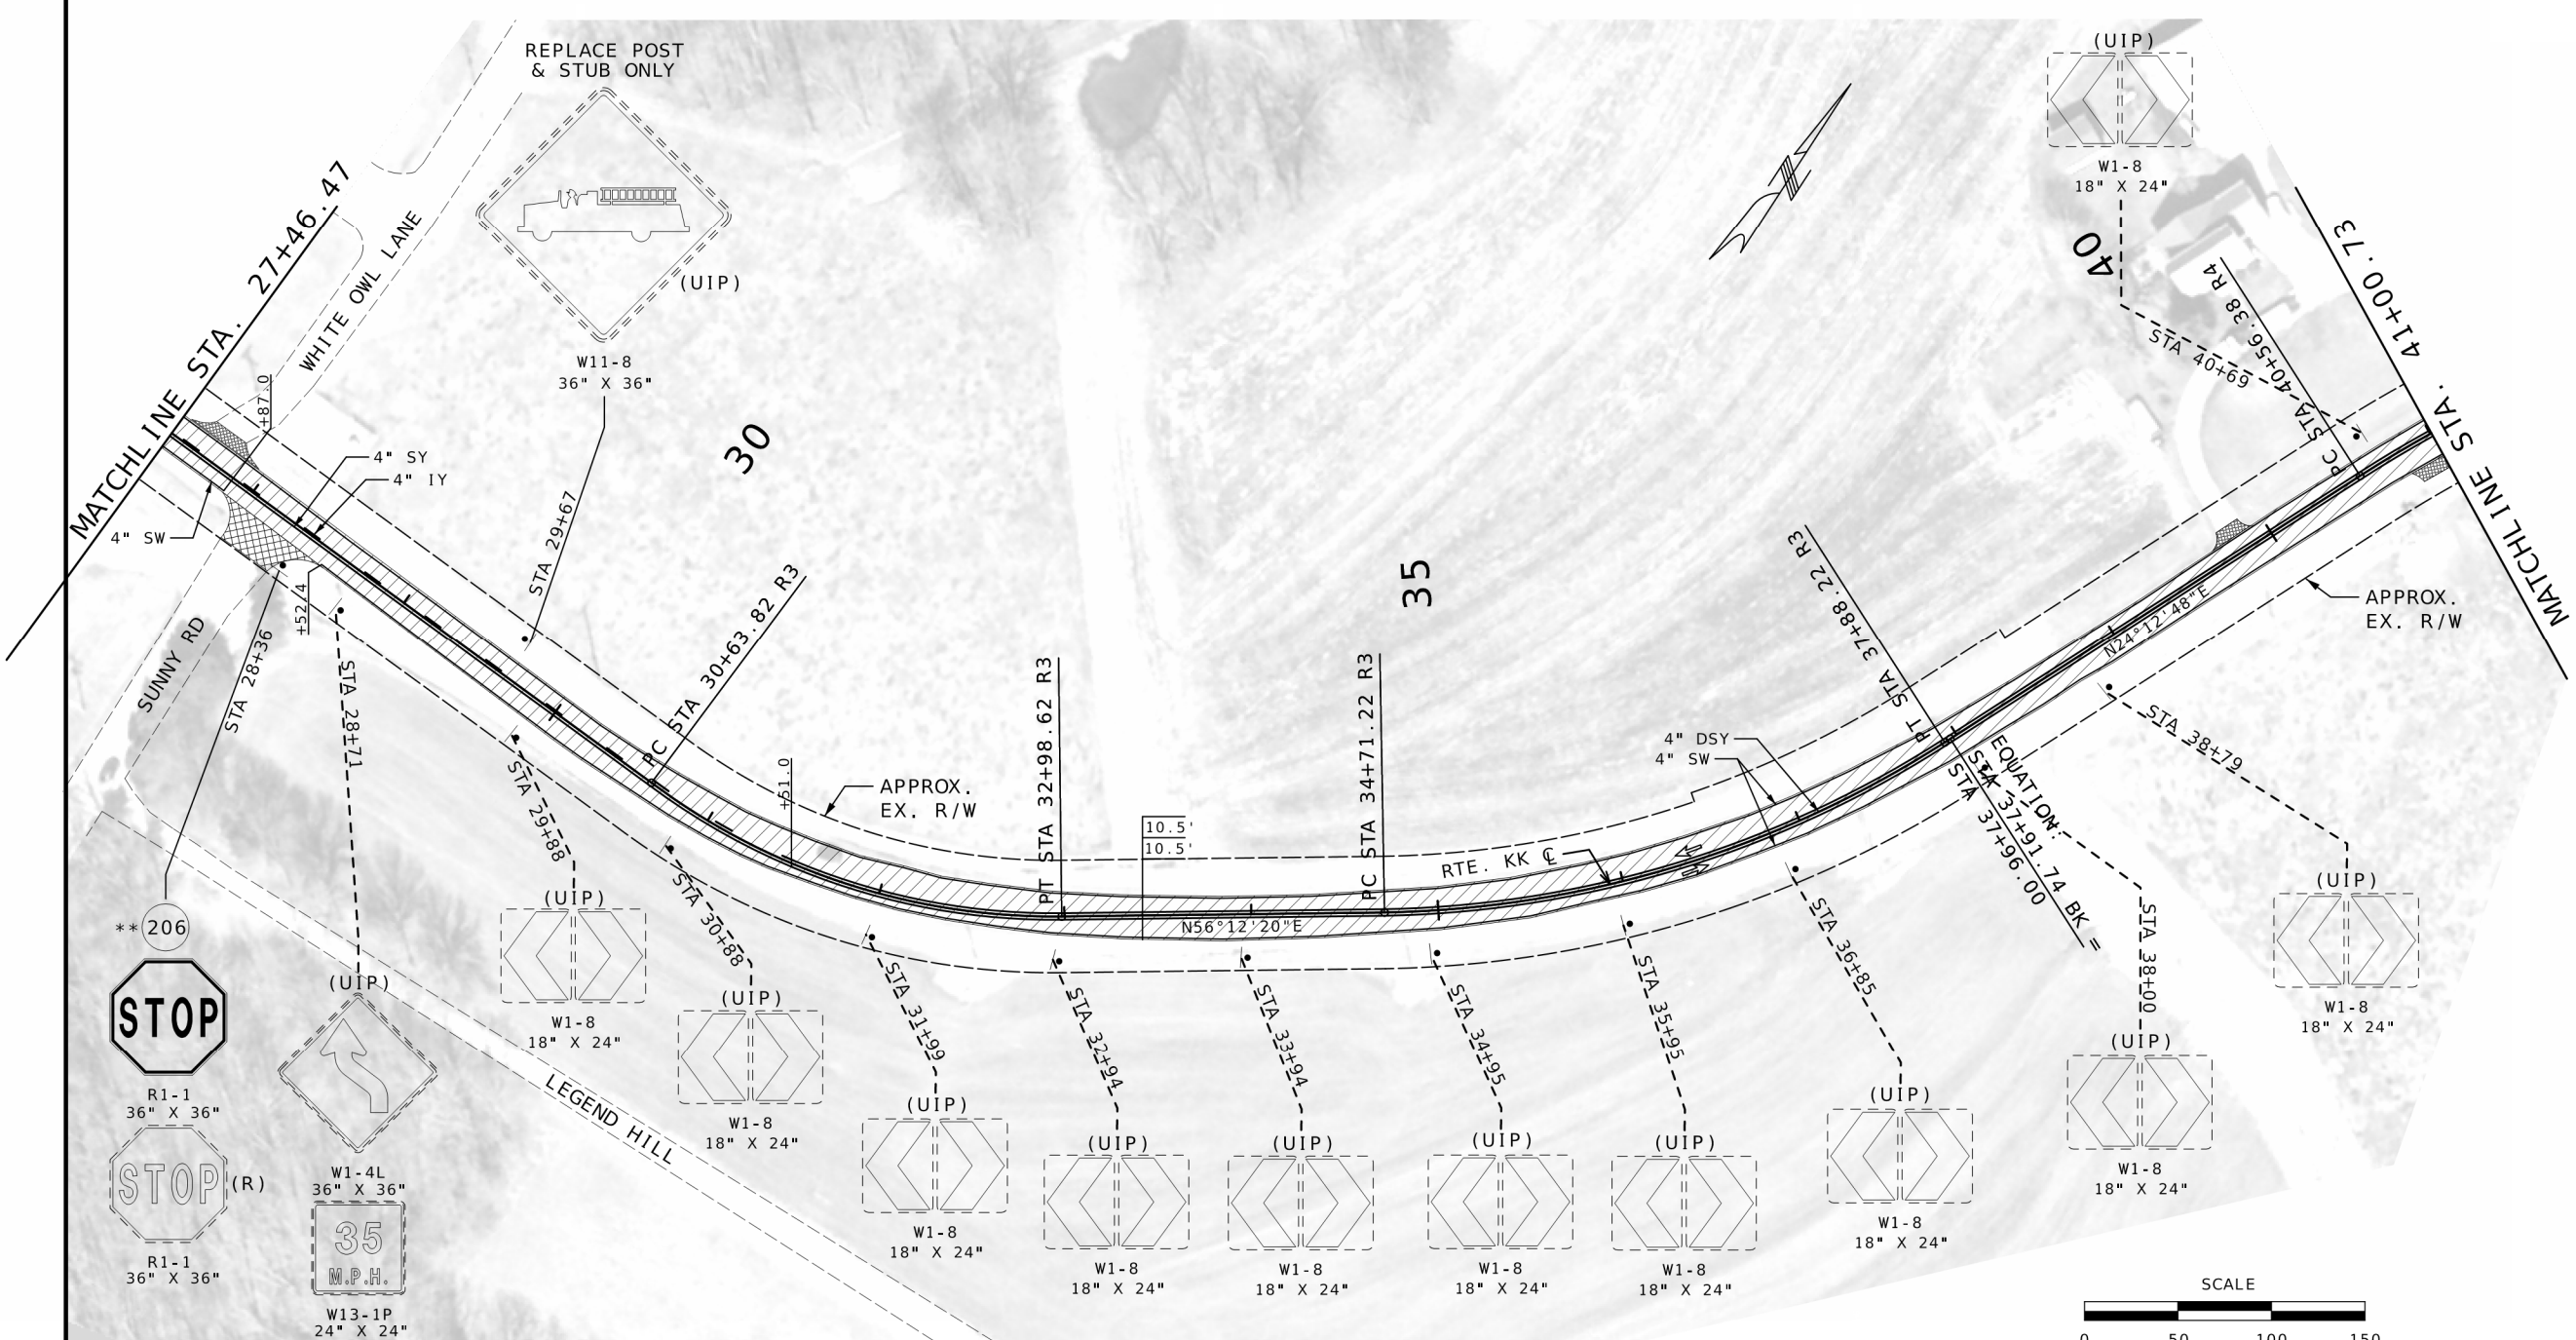 REPLACE POST
& STUB ONLY
(UIP)
W11-8
36" X 36"
STA 29+67
(UIP)
W1-8
18" X 24"
STA 40+69
40
PC STA 40+56.38 R4
MATCHLINE STA. 41+00.73
MATCHLINE STA. 27+46.47
WHITE OWL LANE
+87.0
4" SY
4" IY
4" SW
30
35
SUNNY RD
STA 28+36
+52.4
STA 28+71
STA 29+88
PC STA 30+63.82 R3
STA 30+88
+51.0
APPROX.
EX. R/W
PT STA 32+98.62 R3
10.5'
10.5'
N56°12'20"E
PC STA 34+71.22 R3
RTE. KK ℄
4" DSY
4" SW
PT STA 37+88.22 R3
EQUATION:
STA 37+91.74 BK =
STA 37+96.00
N24°12'48"E
APPROX.
EX. R/W
STA 38+79
(UIP)
W1-8
18" X 24"
STA 38+00
(UIP)
W1-8
18" X 24"
STA 36+85
(UIP)
W1-8
18" X 24"
STA 35+95
(UIP)
W1-8
18" X 24"
STA 34+95
(UIP)
W1-8
18" X 24"
STA 33+94
(UIP)
W1-8
18" X 24"
STA 32+94
(UIP)
W1-8
18" X 24"
STA 31+99
(UIP)
W1-8
18" X 24"
(UIP)
W1-8
18" X 24"
(UIP)
W1-8
18" X 24"
LEGEND HILL
**206
STOP
R1-1
36" X 36"
STOP (R)
R1-1
36" X 36"
(UIP)
W1-4L
36" X 36"
35
M.P.H.
W13-1P
24" X 24"
SCALE
0 50 100 150